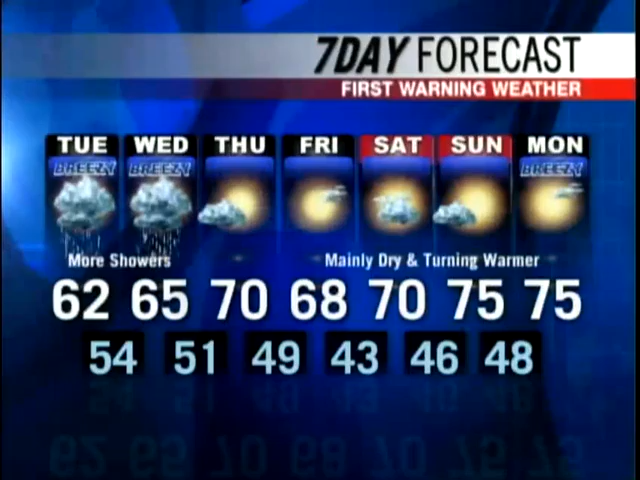 7DAY FORECAST
FIRST WARNING WEATHER
TUE WED THU FRI SAT SUN MON
BREEZY BREEZY BREEZY
More Showers Mainly Dry & Turning Warmer
62 65 70 68 70 75 75
54 51 49 43 46 48